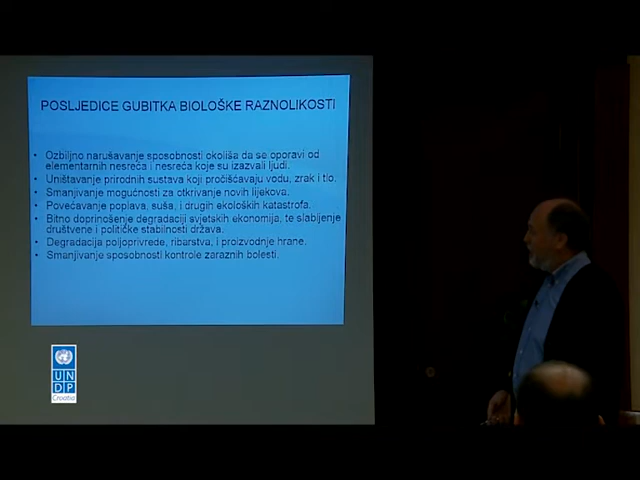 POSLJEDICE GUBITKA BIOLOŠKE RAZNOLIKOSTI
• Ozbiljno narušavanje sposobnosti okoliša da se oporavi od
elementarnih nesreća i nesreća koje su izazvali ljudi.
• Uništavanje prirodnih sustava koji pročišćavaju vodu, zrak i tlo.
• Smanjivanje mogućnosti za otkrivanje novih lijekova.
• Povećavanje poplava, suša, i drugih ekoloških katastrofa.
• Bitno doprinošenje degradaciji svjetskih ekonomija, te slabljenje
društvene i političke stabilnosti država.
• Degradacija poljoprivrede, ribarstva, i proizvodnje hrane.
• Smanjivanje sposobnosti kontrole zaraznih bolesti.
UN
DP
Croatia